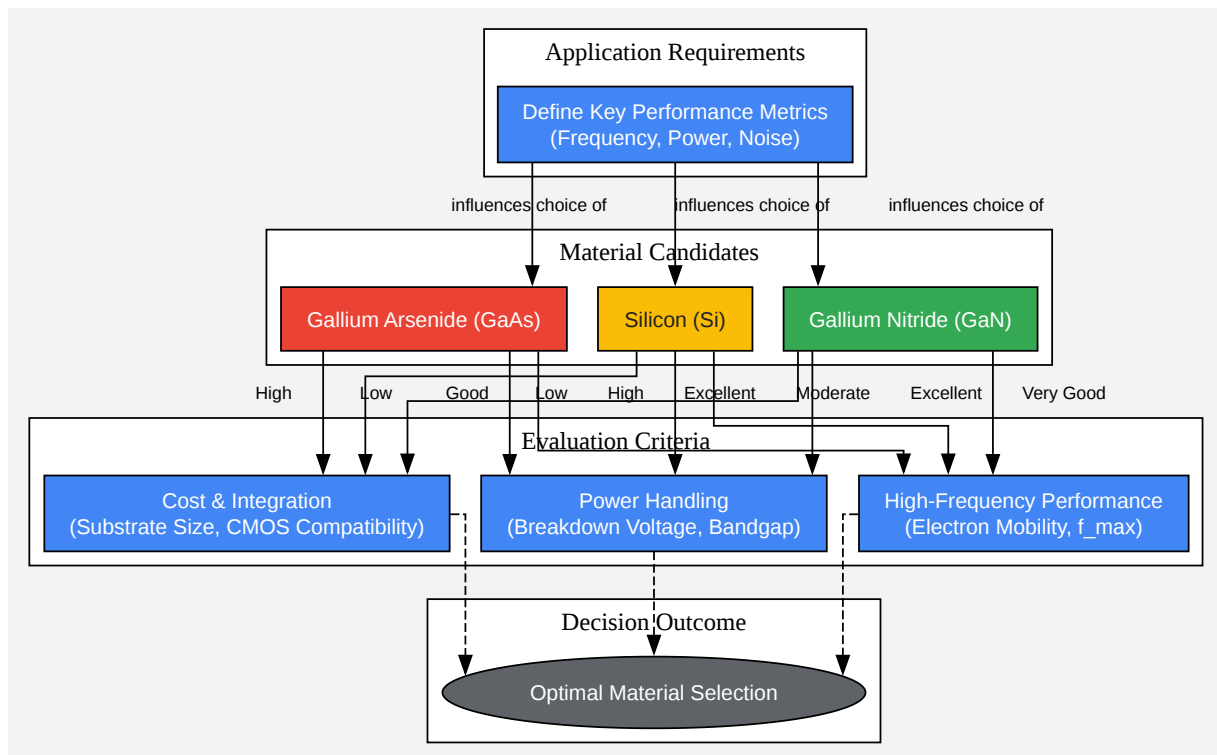 Application Requirements
Define Key Performance Metrics
(Frequency, Power, Noise)
influences choice of
influences choice of
influences choice of
Material Candidates
Gallium Arsenide (GaAs)
Silicon (Si)
Gallium Nitride (GaN)
High
Low
Good
Low
High
Excellent
Moderate
Excellent
Very Good
Evaluation Criteria
Cost & Integration
(Substrate Size, CMOS Compatibility)
Power Handling
(Breakdown Voltage, Bandgap)
High-Frequency Performance
(Electron Mobility, f_max)
Decision Outcome
Optimal Material Selection